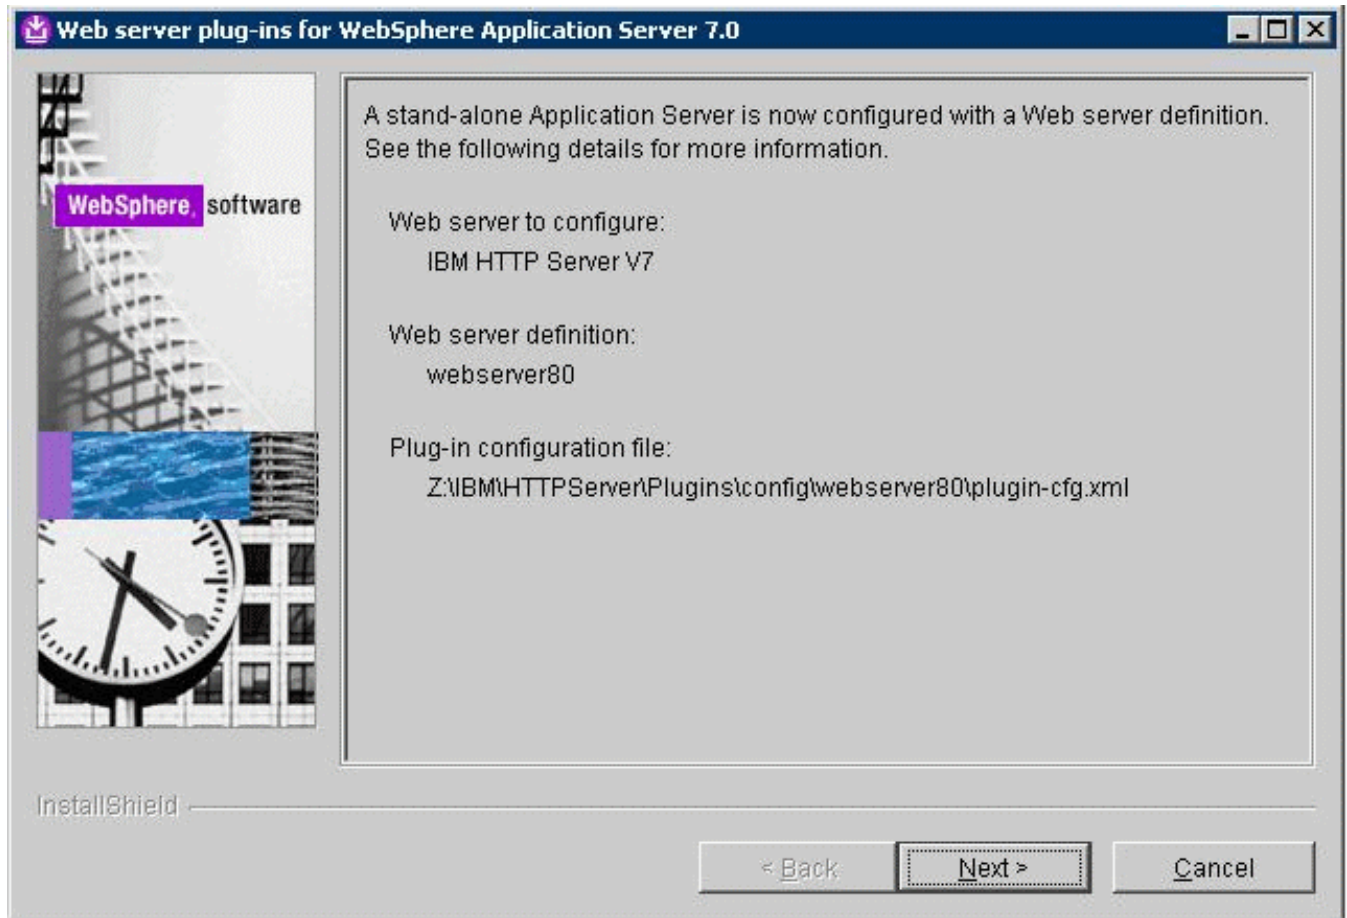 Web server plug-ins for WebSphere Application Server 7.0
WebSphere. software
A stand-alone Application Server is now configured with a Web server definition.
See the following details for more information.
Web server to configure:
IBM HTTP Server V7
Web server definition:
webserver80
Plug-in configuration file:
Z:\IBM\HTTPServer\Plugins\config\webserver80\plugin-cfg.xml
InstallShield
< Back
Next >
Cancel